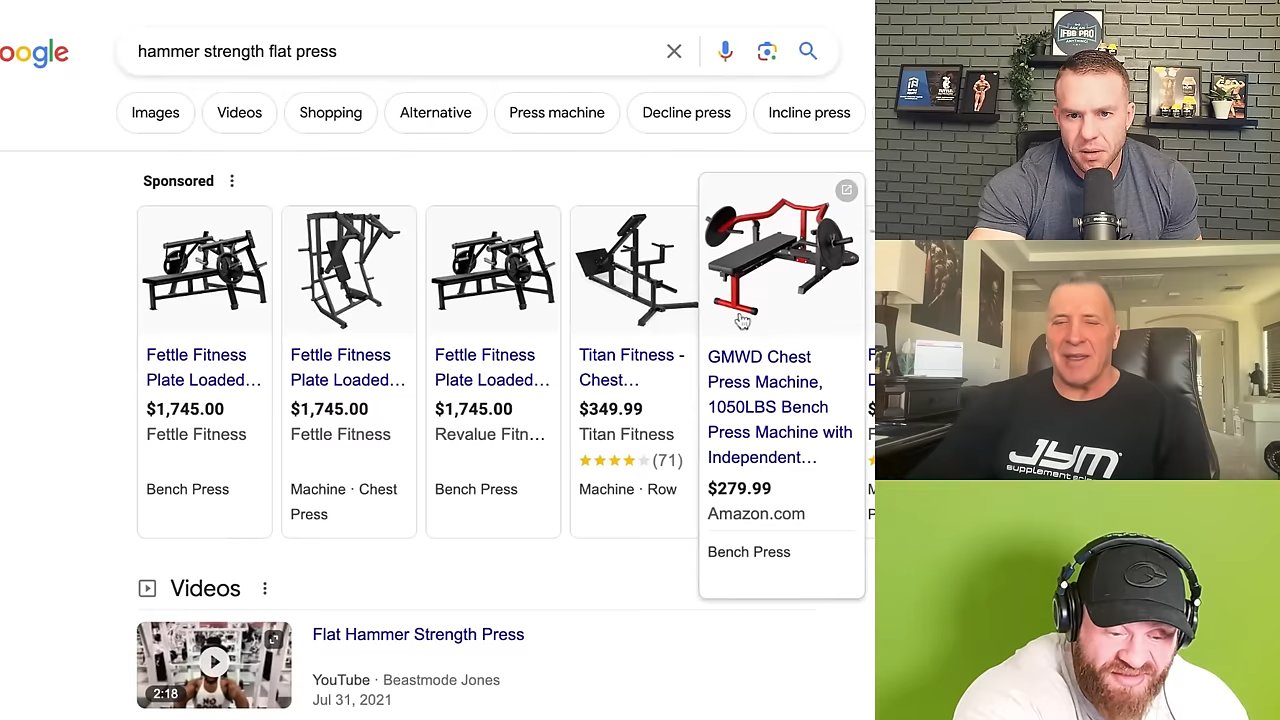 oogle
hammer strength flat press
Images
Videos
Shopping
Alternative
Press machine
Decline press
Incline press
Sponsored
Fettle Fitness
Plate Loaded…
$1,745.00
Fettle Fitness
Bench Press
Fettle Fitness
Plate Loaded…
$1,745.00
Fettle Fitness
Machine · Chest
Press
Fettle Fitness
Plate Loaded…
$1,745.00
Revalue Fitn…
Bench Press
Titan Fitness -
Chest…
$349.99
Titan Fitness
(71)
Machine · Row
GMWD Chest
Press Machine,
1050LBS Bench
Press Machine with
Independent…
$279.99
Amazon.com
Bench Press
Videos
2:18
Flat Hammer Strength Press
YouTube · Beastmode Jones
Jul 31, 2021
IFBB PRO
JYM